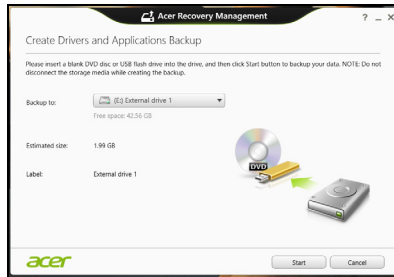 Acer Recovery Management
? _ X
Create Drivers and Applications Backup
Please insert a blank DVD disc or USB flash drive into the drive, and then click Start button to backup your data. NOTE: Do not
disconnect the storage media while creating the backup.
Backup to:
(E:) External drive 1
Free space: 42.56 GB
Estimated size:
1.99 GB
Label:
External drive 1
DVD
acer
Start
Cancel